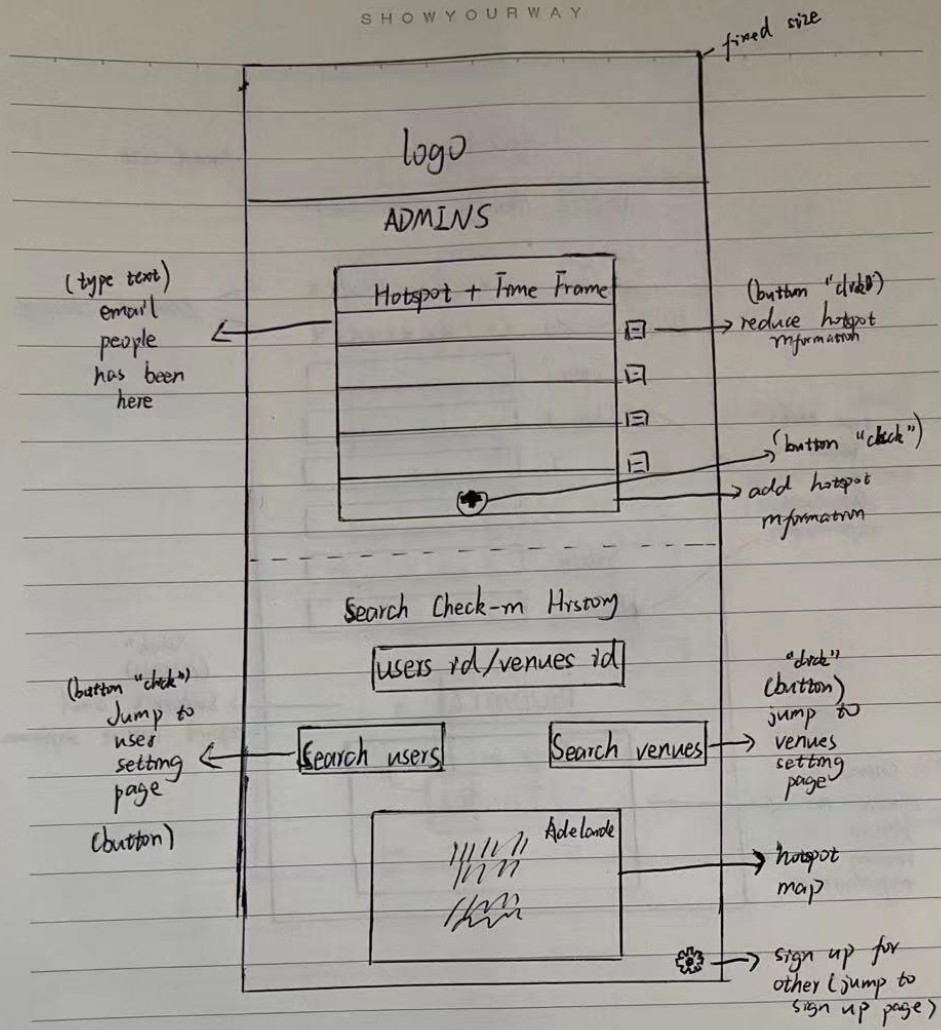 SHOWYOURWAY
fixed size
logo
ADMINS
(type text)
email
people
has been
here
Hotspot + Time Frame
(button "click")
reduce hotspot
information
(button "click")
add hotspot
information
Search Check-in History
users id/venues id
(button "click")
Jump to
user
setting
page
(button)
Search users
Search venues
"click"
(button)
jump to
venues
setting
page
Adelaide
hotspot
map
sign up for
other (jump to
sign up page)